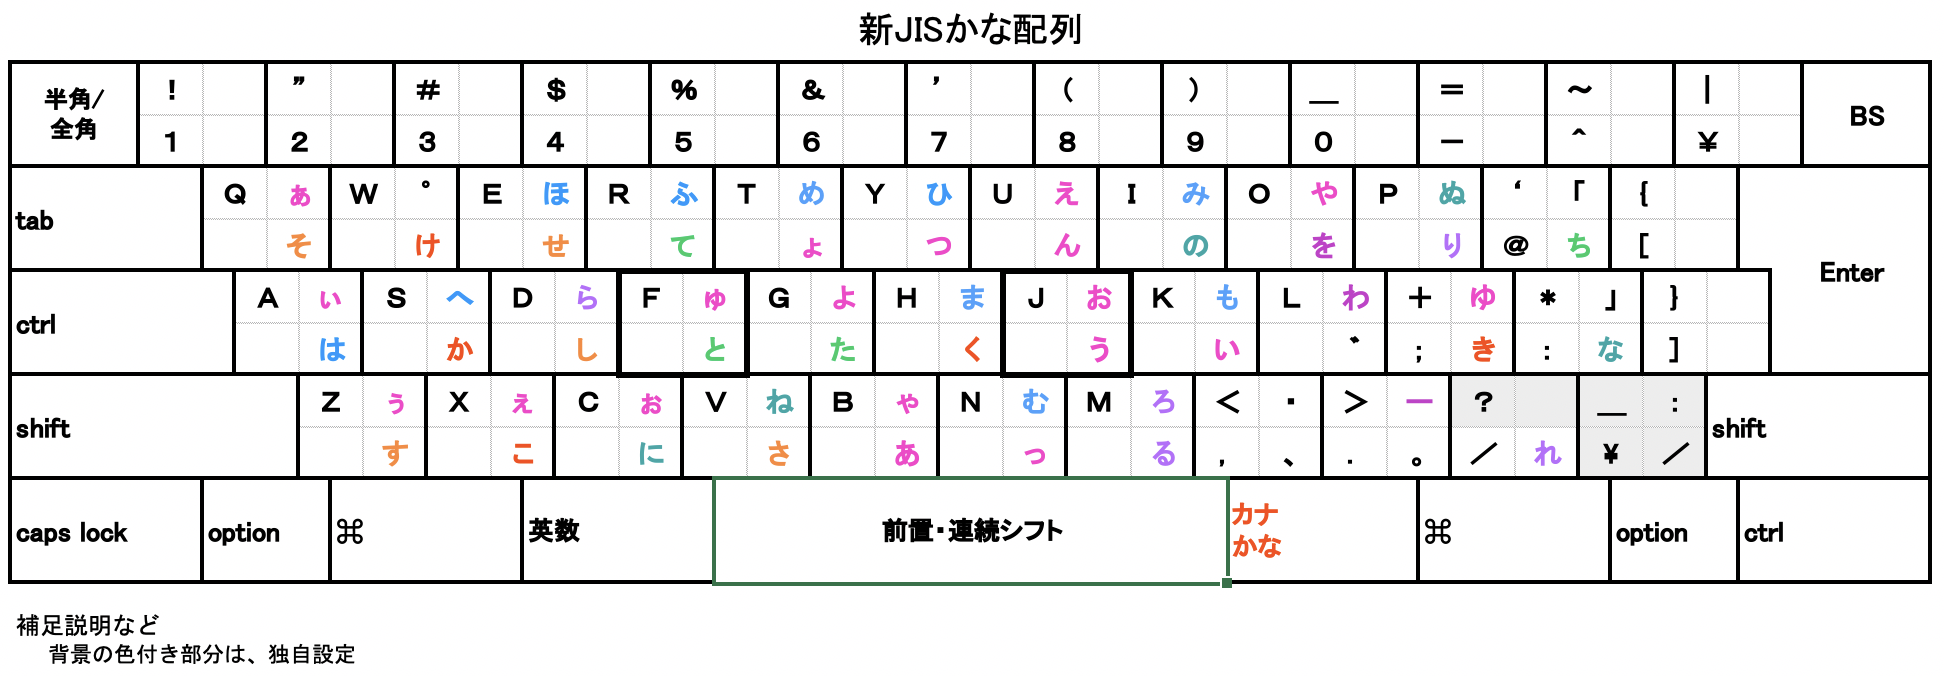 新JISかな配列
半角/ ! ” # $ % & ’ ( ) ＿ = ～ | BS
全角 1 2 3 4 5 6 7 8 9 0 － ＾ ￥
tab Q ぁ W ゜ E ほ R ふ T め Y ひ U え I み O や P ぬ ‘ 「 {
そ け せ て ょ つ ん の を り @ ち [
Enter
ctrl A ぃ S へ D ら F ゅ G よ H ま J お K も L わ ＋ ゆ * 」 }
は か し と た く う い ゛ ; き : な ]
shift Z ぅ X ぇ C ぉ V ね B ゃ N む M ろ ＜ ・ ＞ ー ? ＿ : shift
す こ に さ あ っ る , 、 . 。 ／ れ ￥ ／
caps lock option ⌘ 英数 前置・連続シフト カナ ⌘ option ctrl
かな
補足説明など
背景の色付き部分は、独自設定